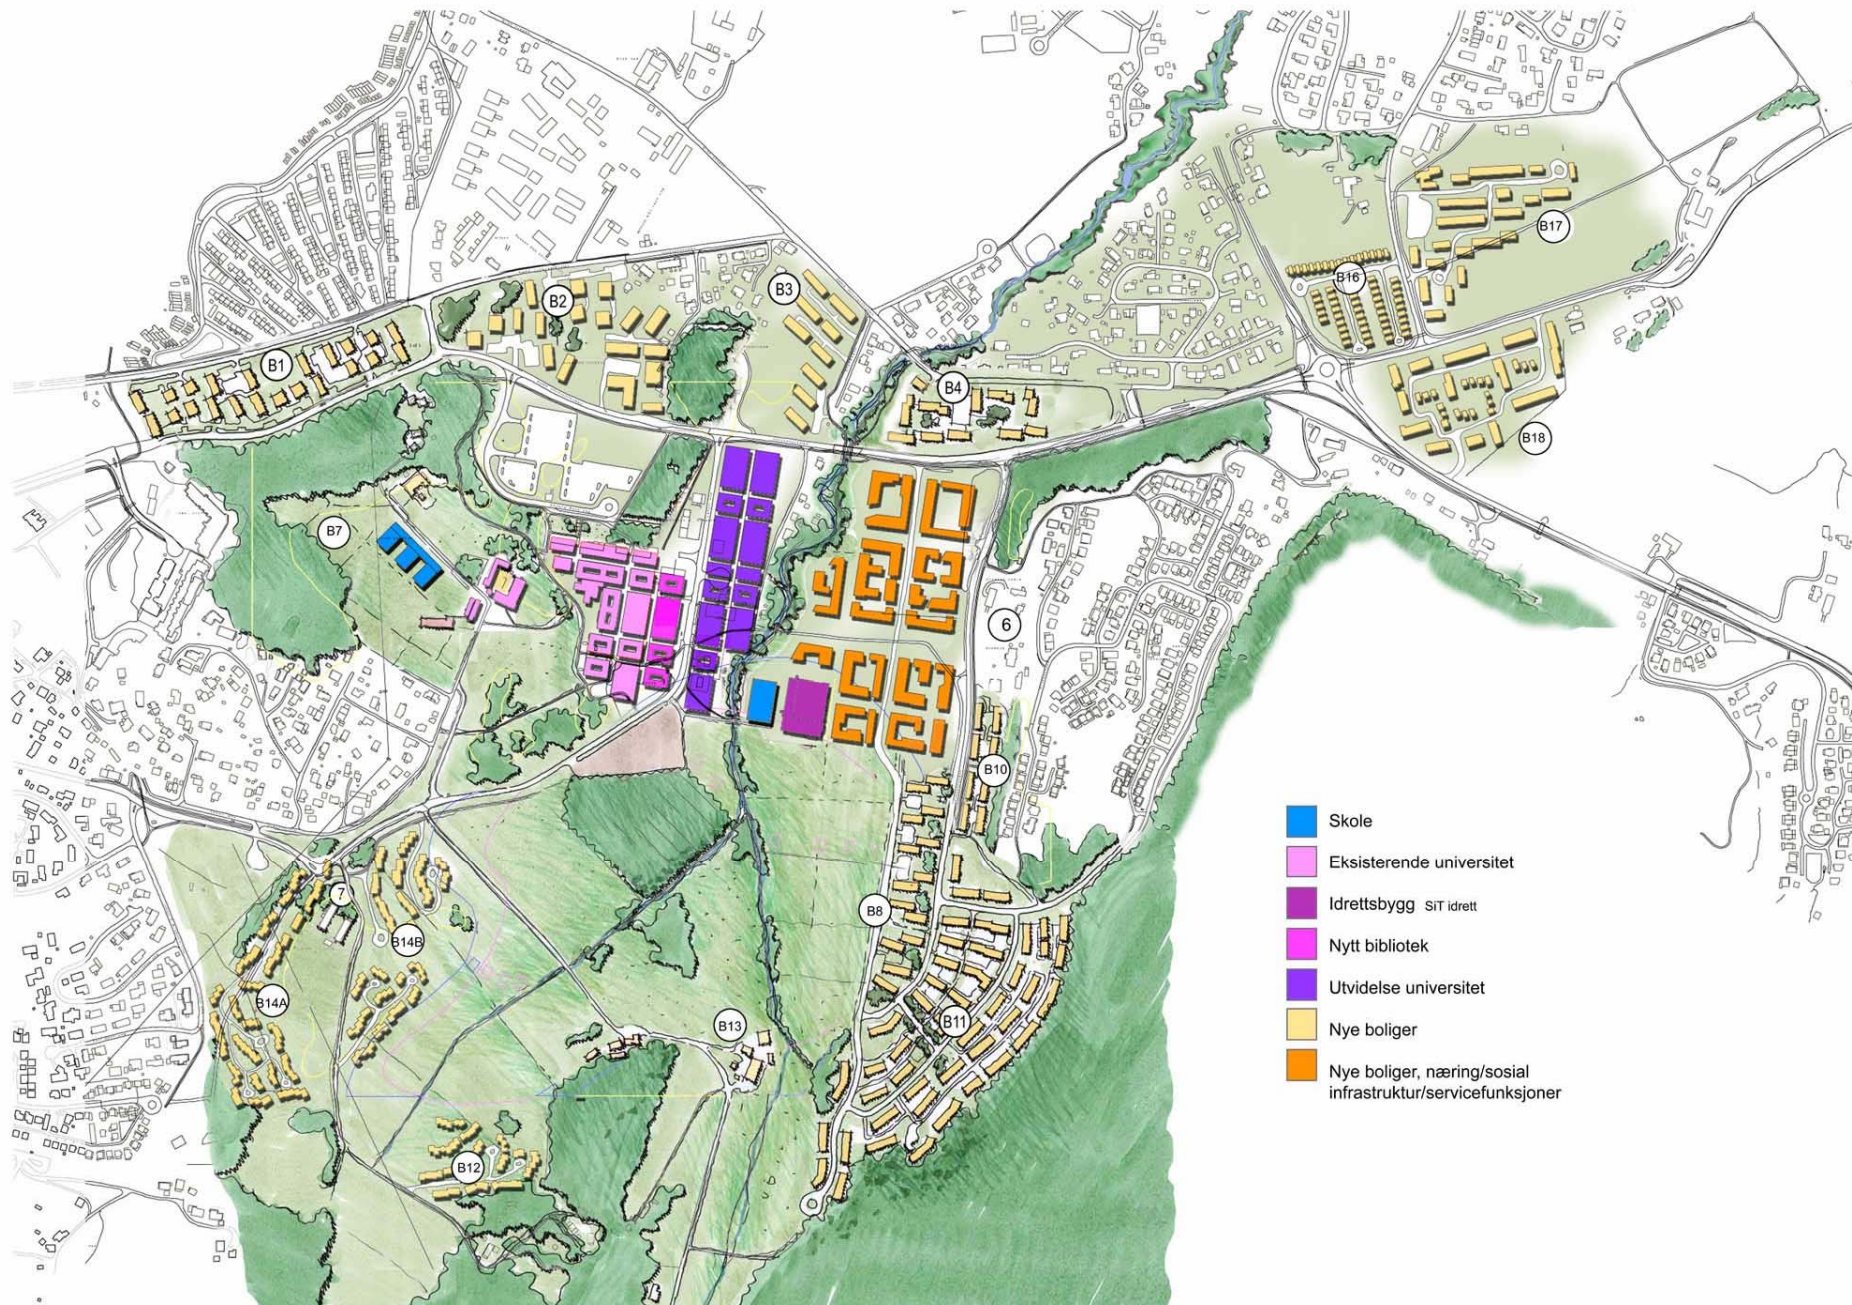 B17
B16
B3
B2
B1
B4
B18
B7
6
B10
7
B8
B14B
B14A
B11
B13
B12
Skole
Eksisterende universitet
Idrettsbygg SiT idrett
Nytt bibliotek
Utvidelse universitet
Nye boliger
Nye boliger, næring/sosial
infrastruktur/servicefunksjoner